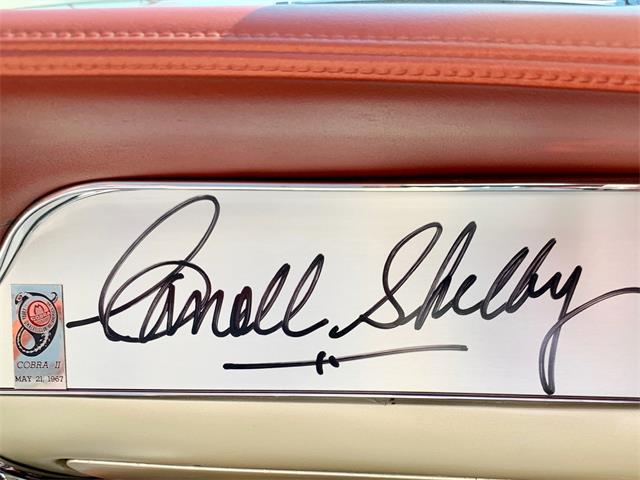 Carroll Shelby
COBRA II
MAY 21, 1967